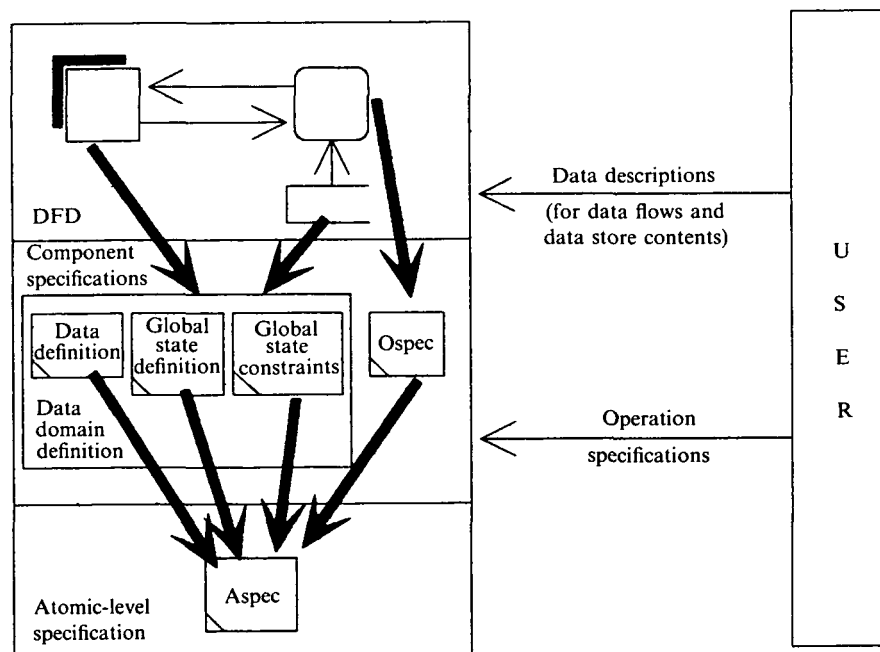 DFD
Data descriptions
(for data flows and
data store contents)
U
S
E
R
Component
specifications
Data
definition
Global
state
definition
Global
state
constraints
Ospec
Data
domain
definition
Operation
specifications
Aspec
Atomic-level
specification